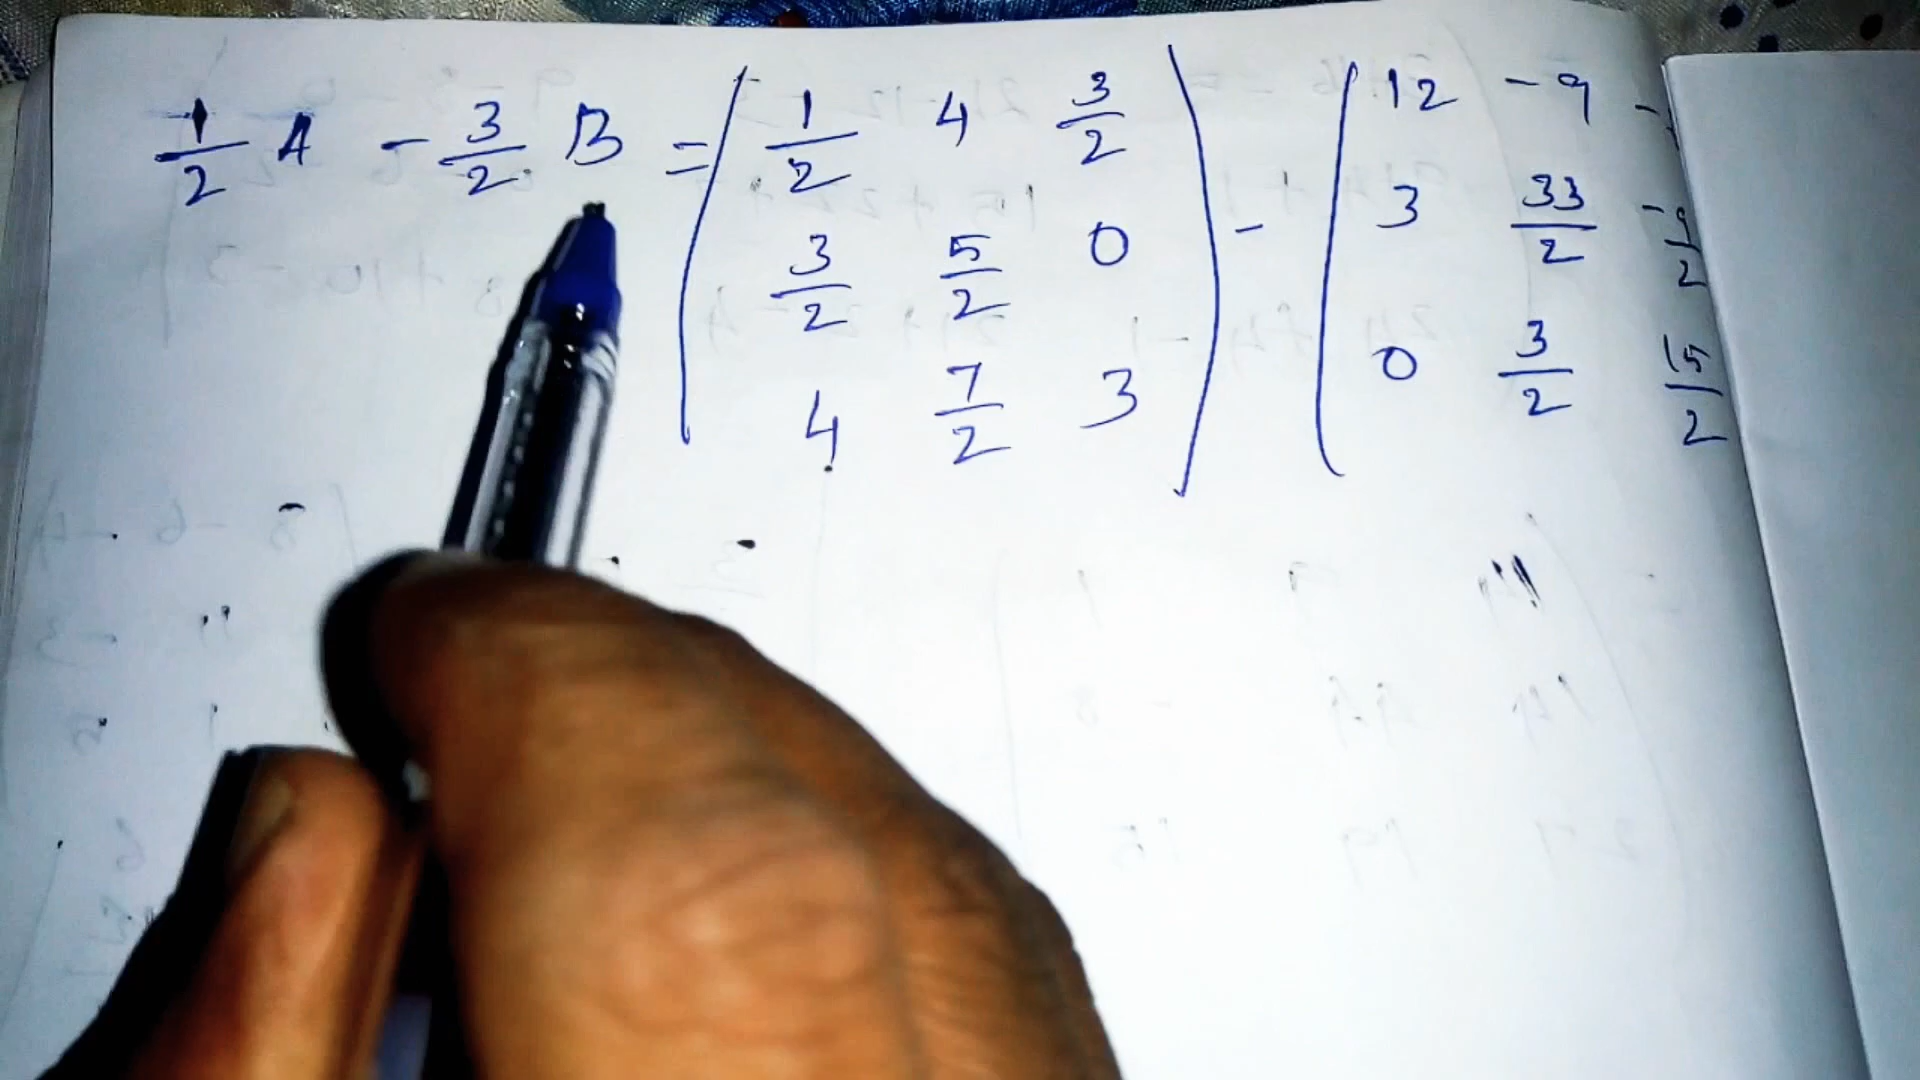 1/2 A - 3/2 B = ( 1/2 4 3/2 ) - ( 12 -9 -
3/2 5/2 0 3 33/2 -9/2
4 7/2 3 0 3/2 15/2